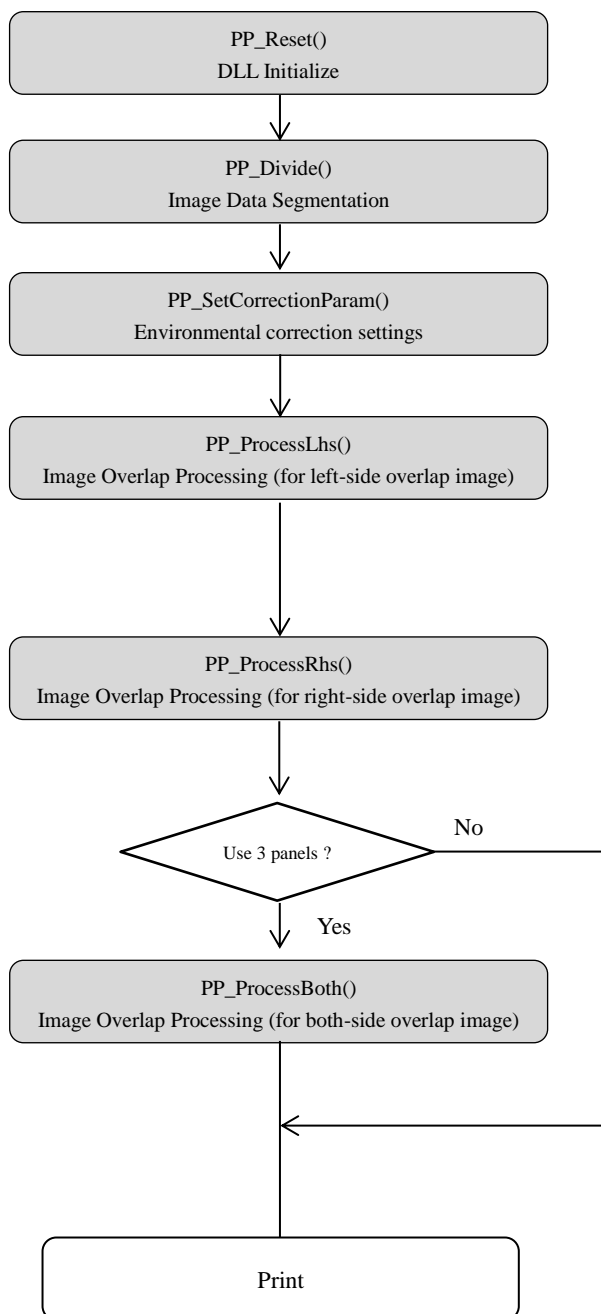 PP_Reset()
DLL Initialize
PP_Divide()
Image Data Segmentation
PP_SetCorrectionParam()
Environmental correction settings
PP_ProcessLhs()
Image Overlap Processing (for left-side overlap image)
PP_ProcessRhs()
Image Overlap Processing (for right-side overlap image)
Use 3 panels ?
No
Yes
PP_ProcessBoth()
Image Overlap Processing (for both-side overlap image)
Print